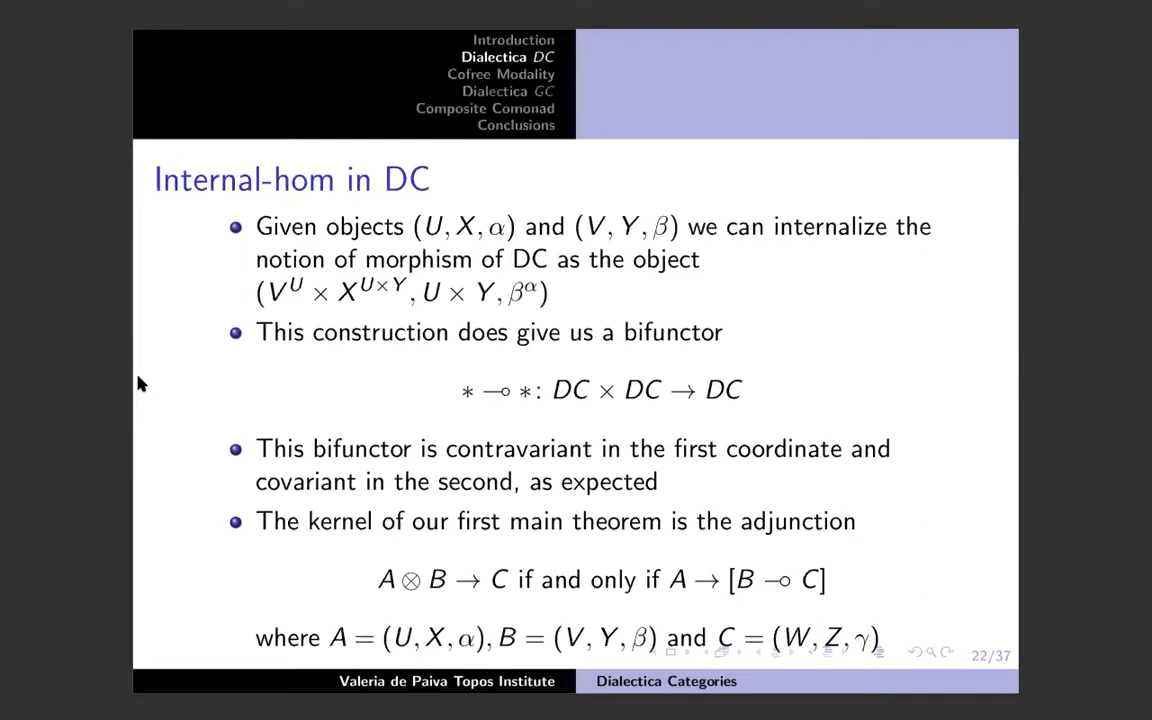 Introduction
Dialectica DC
Cofree Modality
Dialectica GC
Composite Comonad
Conclusions
Internal-hom in DC
Given objects (U, X, α) and (V, Y, β) we can internalize the
notion of morphism of DC as the object
(V^U × X^{U×Y}, U × Y, β^α)
This construction does give us a bifunctor
∗ ⊸ ∗: DC × DC → DC
This bifunctor is contravariant in the first coordinate and
covariant in the second, as expected
The kernel of our first main theorem is the adjunction
A ⊗ B → C if and only if A → [B ⊸ C]
where A = (U, X, α), B = (V, Y, β) and C = (W, Z, γ)
22/37
Valeria de Paiva Topos Institute
Dialectica Categories